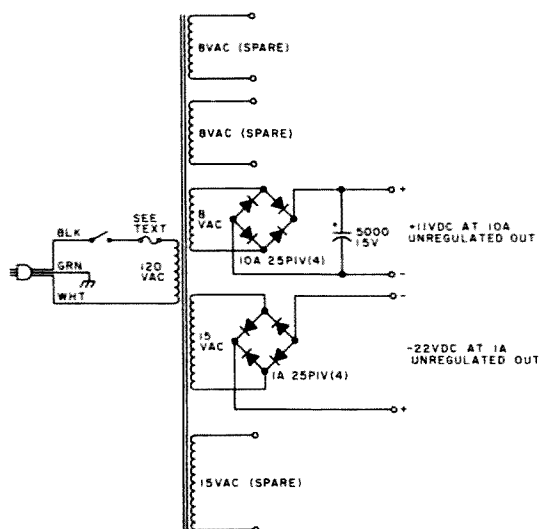 8VAC (SPARE)
8VAC (SPARE)
SEE
TEXT
BLK
GRN
WHT
120
VAC
8
VAC
10A 25PIV(4)
+
5000
15V
+
-
+11VDC AT 10A
UNREGULATED OUT
15
VAC
1A 25PIV(4)
-
+
-22VDC AT 1A
UNREGULATED OUT
15VAC (SPARE)